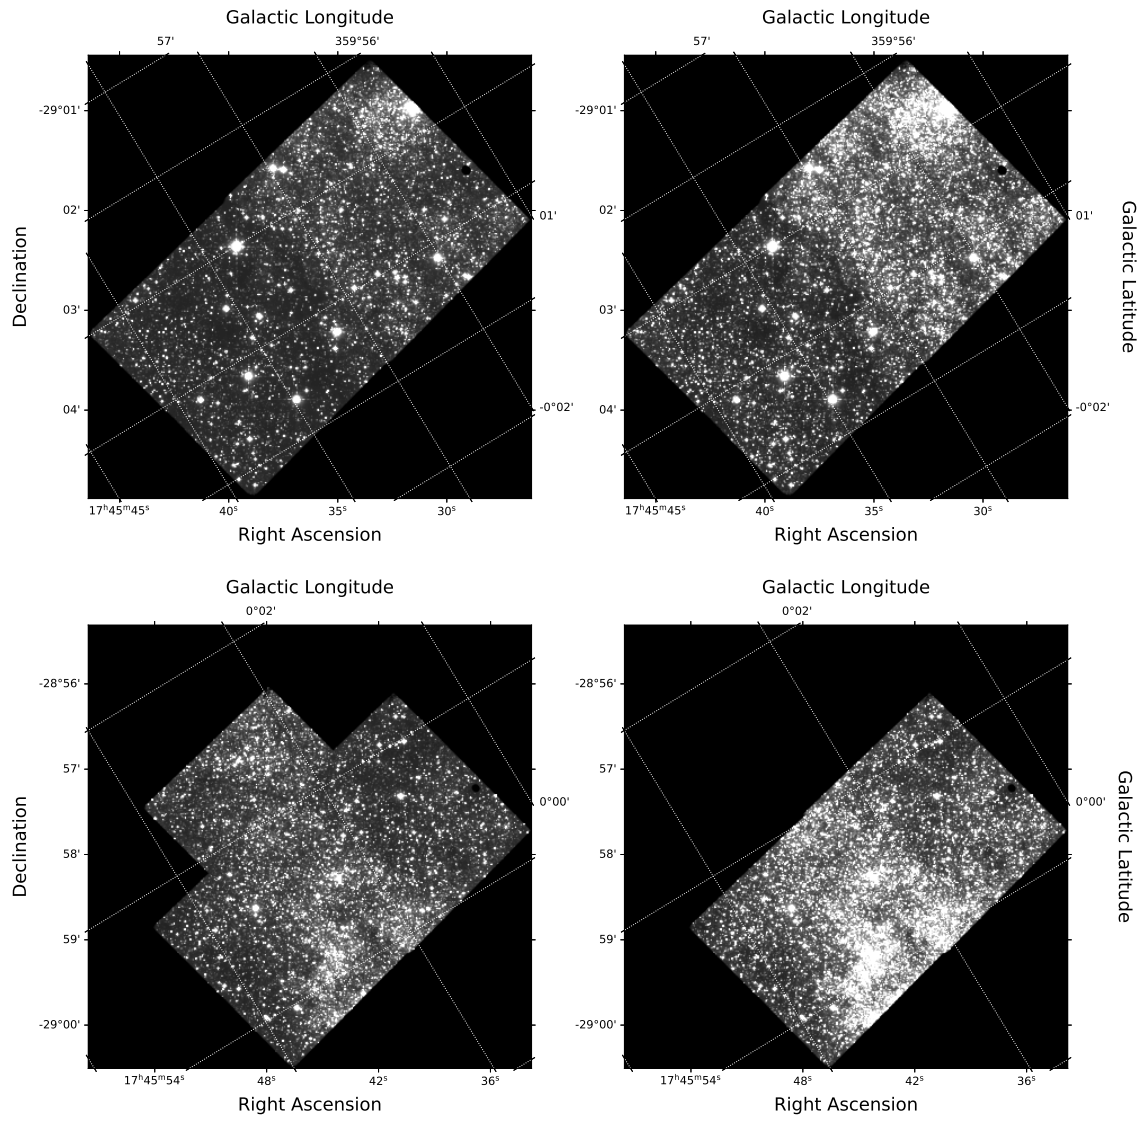 Galactic Longitude
Galactic Longitude
57'
359°56'
57'
359°56'
-29°01'
-29°01'
02'
01'
02'
01'
Declination
Galactic Latitude
03'
03'
04'
-0°02'
04'
-0°02'
17ʰ45ᵐ45ˢ
40ˢ
35ˢ
30ˢ
17ʰ45ᵐ45ˢ
40ˢ
35ˢ
30ˢ
Right Ascension
Right Ascension
Galactic Longitude
Galactic Longitude
0°02'
0°02'
-28°56'
-28°56'
57'
57'
0°00'
0°00'
Declination
Galactic Latitude
58'
58'
59'
59'
-29°00'
-29°00'
17ʰ45ᵐ54ˢ
48ˢ
42ˢ
36ˢ
17ʰ45ᵐ54ˢ
48ˢ
42ˢ
36ˢ
Right Ascension
Right Ascension